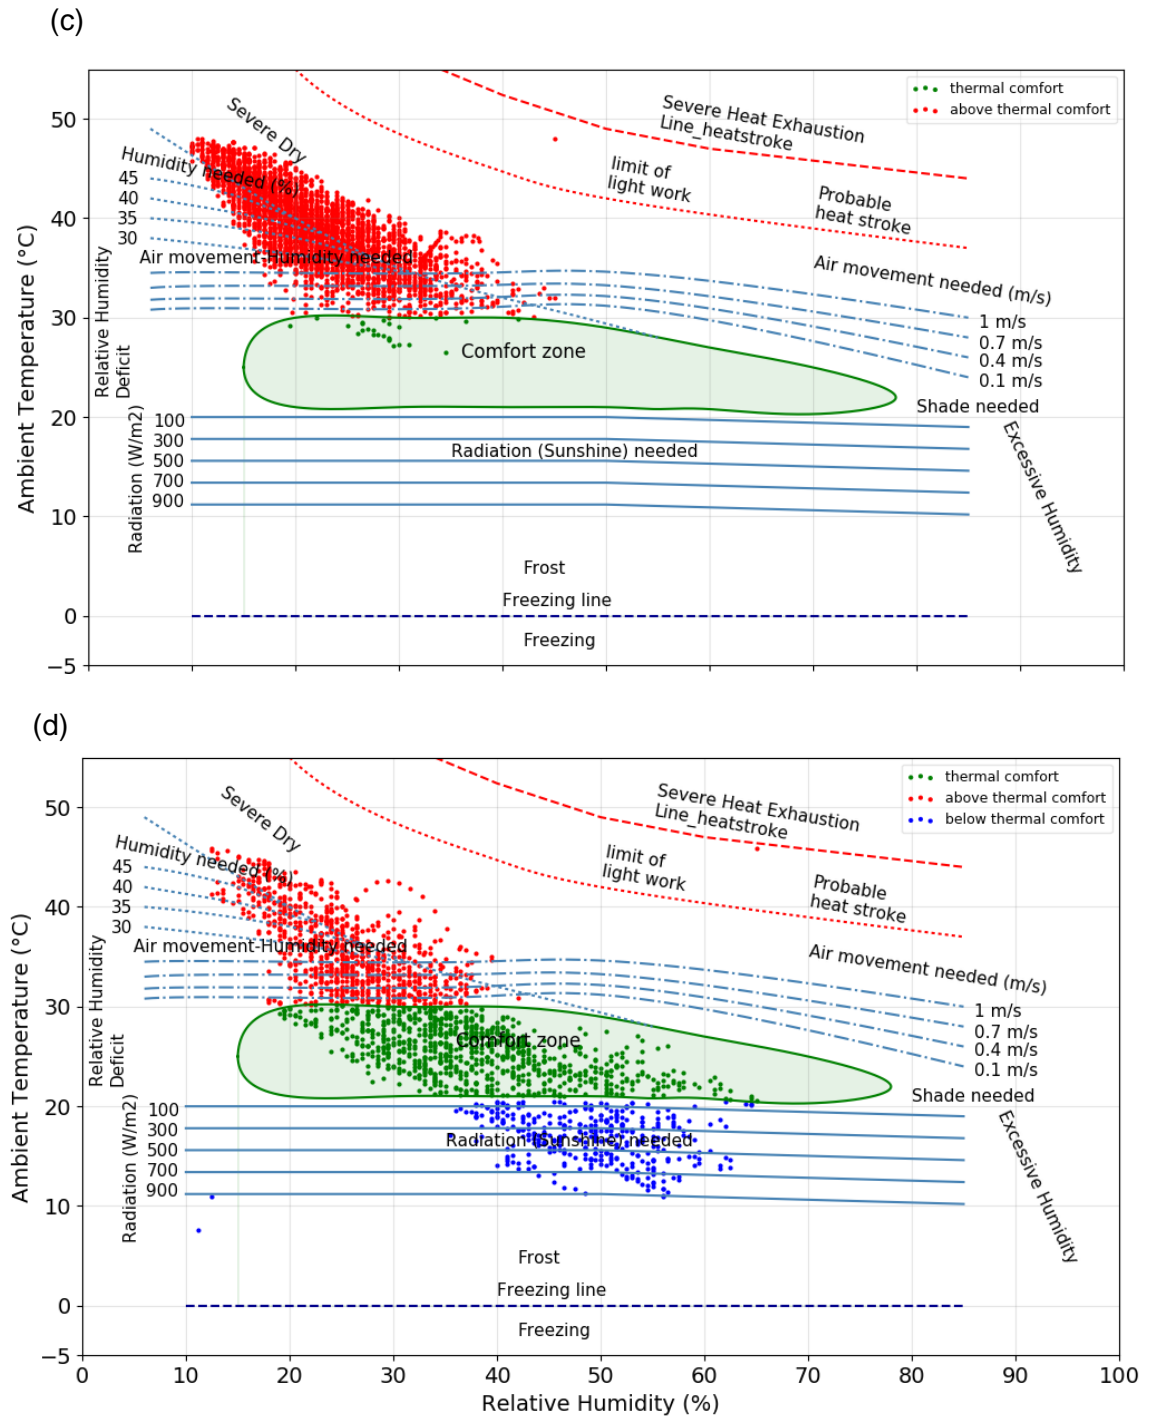 (c)
thermal comfort
above thermal comfort
50
40
30
20
10
0
−5
Ambient Temperature (°C)
Severe Dry
Severe Heat Exhaustion
Line_heatstroke
limit of
light work
Probable
heat stroke
Humidity needed (%)
45
40
35
30
Air movement-Humidity needed
Air movement needed (m/s)
1 m/s
0.7 m/s
0.4 m/s
0.1 m/s
Relative Humidity
Deficit
Comfort zone
Shade needed
Radiation (W/m2)
100
300
500
700
900
Radiation (Sunshine) needed
Excessive Humidity
Frost
Freezing line
Freezing
(d)
thermal comfort
above thermal comfort
below thermal comfort
50
40
30
20
10
0
−5
Ambient Temperature (°C)
Severe Dry
Severe Heat Exhaustion
Line_heatstroke
limit of
light work
Probable
heat stroke
Humidity needed (%)
45
40
35
30
Air movement-Humidity needed
Air movement needed (m/s)
1 m/s
0.7 m/s
0.4 m/s
0.1 m/s
Relative Humidity
Deficit
Comfort zone
Shade needed
Radiation (W/m2)
100
300
500
700
900
Radiation (Sunshine) needed
Excessive Humidity
Frost
Freezing line
Freezing
0 10 20 30 40 50 60 70 80 90 100
Relative Humidity (%)